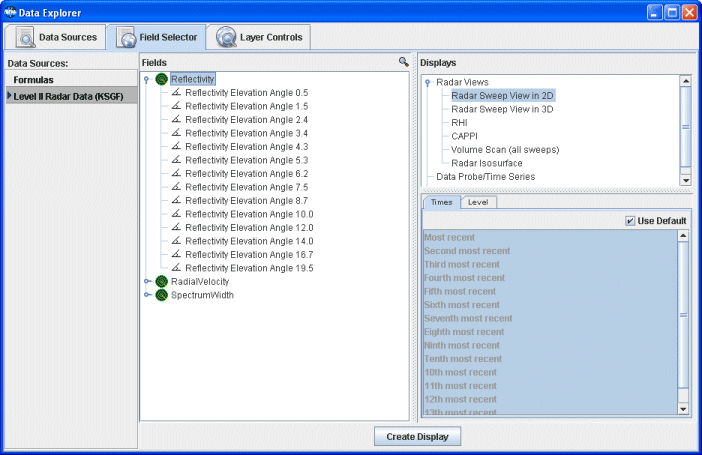 Data Explorer
Data Sources
Field Selector
Layer Controls
Data Sources:
Formulas
Level II Radar Data (KSGF)
Fields
Reflectivity
Reflectivity Elevation Angle 0.5
Reflectivity Elevation Angle 1.5
Reflectivity Elevation Angle 2.4
Reflectivity Elevation Angle 3.4
Reflectivity Elevation Angle 4.3
Reflectivity Elevation Angle 5.3
Reflectivity Elevation Angle 6.2
Reflectivity Elevation Angle 7.5
Reflectivity Elevation Angle 8.7
Reflectivity Elevation Angle 10.0
Reflectivity Elevation Angle 12.0
Reflectivity Elevation Angle 14.0
Reflectivity Elevation Angle 16.7
Reflectivity Elevation Angle 19.5
RadialVelocity
SpectrumWidth
Displays
Radar Views
Radar Sweep View in 2D
Radar Sweep View in 3D
RHI
CAPPI
Volume Scan (all sweeps)
Radar Isosurface
Data Probe/Time Series
Times
Level
Use Default
Most recent
Second most recent
Third most recent
Fourth most recent
Fifth most recent
Sixth most recent
Seventh most recent
Eighth most recent
Ninth most recent
Tenth most recent
10th most recent
11th most recent
12th most recent
13th most recent
Create Display